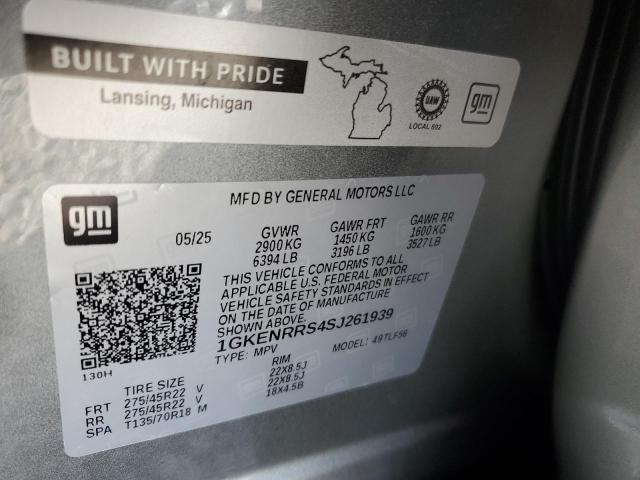 BUILT WITH PRIDE
Lansing, Michigan
UAW
LOCAL 602
gm
gm
MFD BY GENERAL MOTORS LLC
05/25 GVWR GAWR FRT GAWR RR
2900 KG 1450 KG 1600 KG
6394 LB 3196 LB 3527 LB
THIS VEHICLE CONFORMS TO ALL
APPLICABLE U.S. FEDERAL MOTOR
VEHICLE SAFETY STANDARDS IN EFFECT
ON THE DATE OF MANUFACTURE
SHOWN ABOVE.
1GKENRRS4SJ261939
TYPE: MPV MODEL: 49TLF56
130H
TIRE SIZE RIM
FRT 275/45R22 V 22X8.5J
RR 275/45R22 V 22X8.5J
SPA T135/70R18 M 18X4.5B